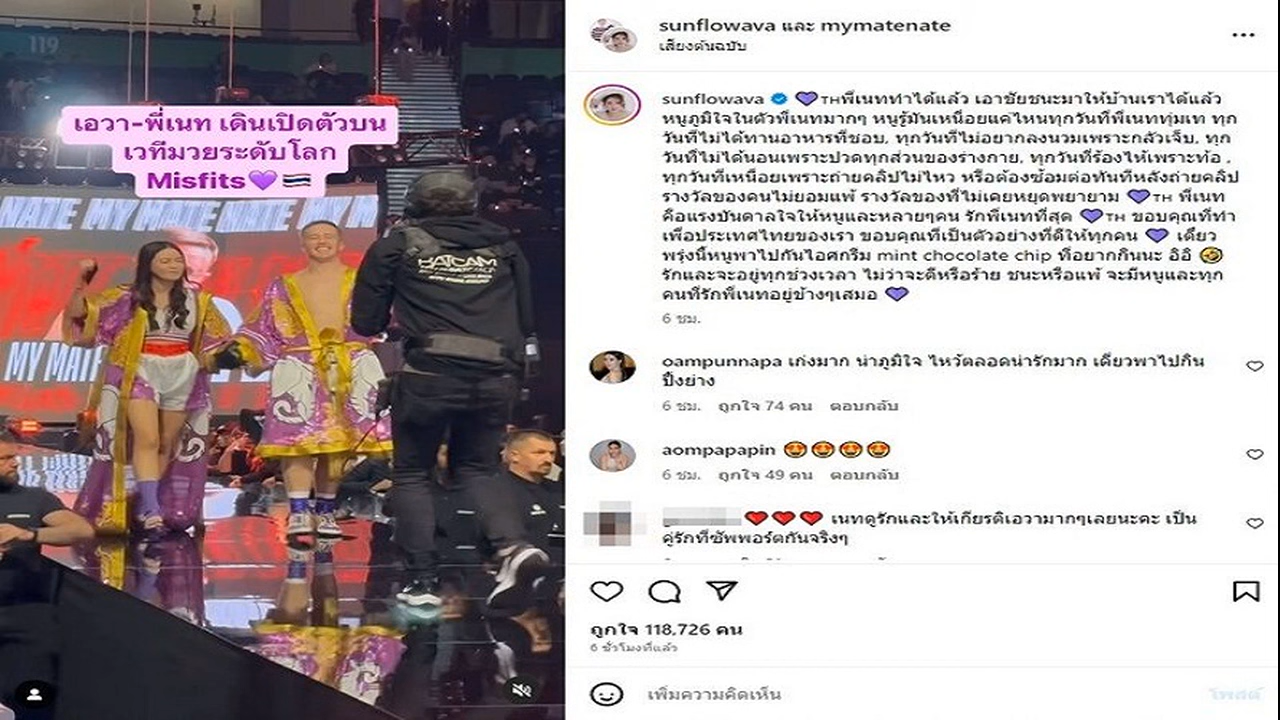 119
เอวา-พี่เนท เดินเปิดตัวบน
เวทีมวยระดับโลก
Misfits💜🇹🇭
NATE MY MATE NATE MY M
MY MATE
BATCAM
sunflowava และ mymatenate
เสียงต้นฉบับ
sunflowava 💜THพี่เนททำได้แล้ว เอาชัยชนะมาให้บ้านเราได้แล้ว
หนูภูมิใจในตัวพี่เนทมากๆ หนูรู้มันเหนื่อยแค่ไหนทุกวันที่พี่เนททุ่มเท ทุก
วันที่ไม่ได้ทานอาหารที่ชอบ, ทุกวันที่ไม่อยากลงนวมเพราะกลัวเจ็บ, ทุก
วันที่ไม่ได้นอนเพราะปวดทุกส่วนของร่างกาย, ทุกวันที่ร้องไห้เพราะท้อ ,
ทุกวันที่เหนื่อยเพราะถ่ายคลิปไม่ไหว หรือต้องซ้อมต่อทันทีหลังถ่ายคลิป
รางวัลของคนไม่ยอมแพ้ รางวัลของที่ไม่เคยหยุดพยายาม 💜TH พี่เนท
คือแรงบันดาลใจให้หนูและหลายๆคน รักพี่เนทที่สุด 💜TH ขอบคุณที่ทำ
เพื่อประเทศไทยของเรา ขอบคุณที่เป็นตัวอย่างที่ดีให้ทุกคน 💜 เดี๋ยว
พรุ่งนี้หนูพาไปกินไอศกรีม mint chocolate chip ที่อยากกินนะ อิอิ 🤣
รักและจะอยู่ทุกช่วงเวลา ไม่ว่าจะดีหรือร้าย ชนะหรือแพ้ จะมีหนูและทุก
คนที่รักพี่เนทอยู่ข้างๆเสมอ 💜
6 ชม.
oampunnapa เก่งมาก น่าภูมิใจ ไหว้ตลอดน่ารักมาก เดี๋ยวพาไปกิน
ปิ้งย่าง
6 ชม. ถูกใจ 74 คน ตอบกลับ
aompapapin 🤩🤩🤩🤩
6 ชม. ถูกใจ 49 คน ตอบกลับ
❤️❤️❤️ เนทดูรักและให้เกียรติเอวามากๆเลยนะคะ เป็น
คู่รักที่ซัพพอร์ตกันจริงๆ
ถูกใจ 118,726 คน
6 ชั่วโมงที่แล้ว
เพิ่มความคิดเห็น
โพสต์